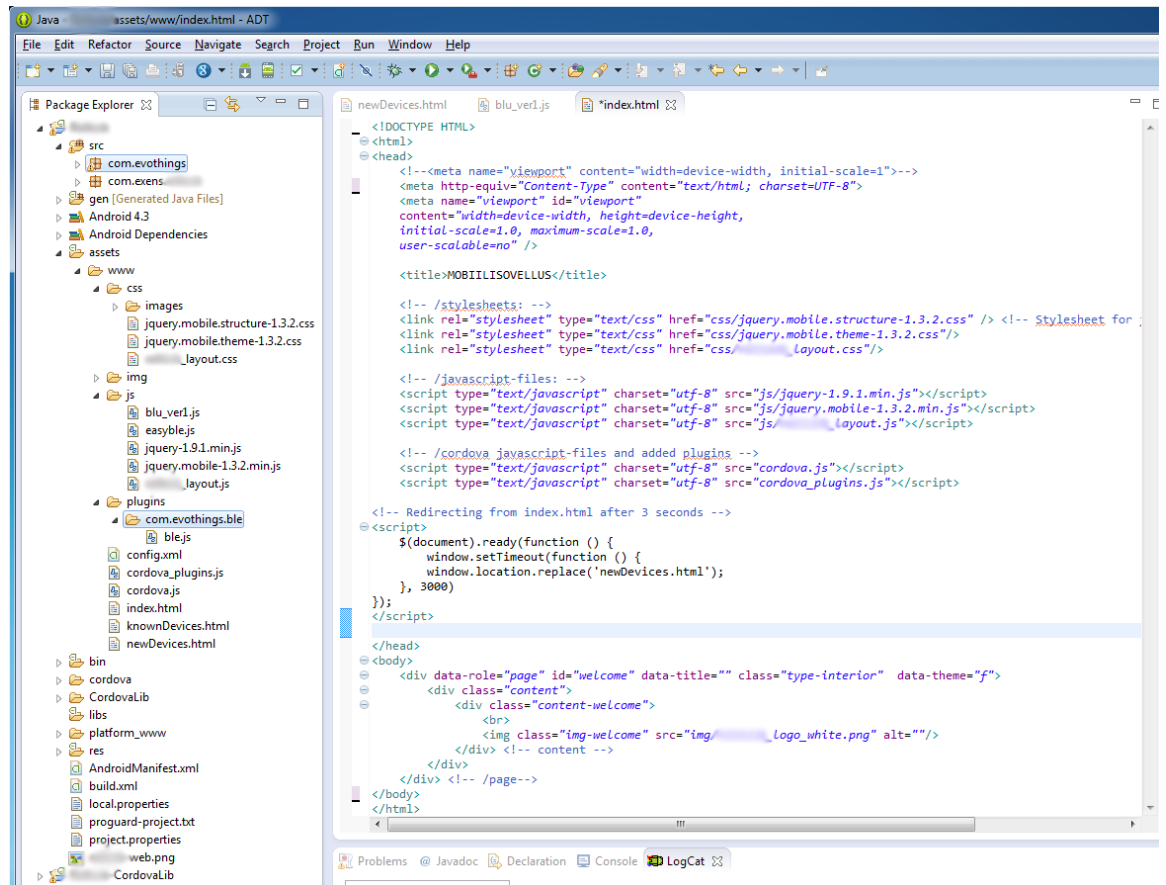 Java - assets/www/index.html - ADT
File Edit Refactor Source Navigate Search Project Run Window Help
Package Explorer
newDevices.html blu_ver1.js *index.html
src
com.evothings
com.exens
gen [Generated Java Files]
Android 4.3
Android Dependencies
assets
www
css
images
jquery.mobile.structure-1.3.2.css
jquery.mobile.theme-1.3.2.css
_layout.css
img
js
blu_ver1.js
easyble.js
jquery-1.9.1.min.js
jquery.mobile-1.3.2.min.js
_layout.js
plugins
com.evothings.ble
ble.js
config.xml
cordova_plugins.js
cordova.js
index.html
knownDevices.html
newDevices.html
bin
cordova
CordovaLib
libs
platform_www
res
AndroidManifest.xml
build.xml
local.properties
proguard-project.txt
project.properties
-web.png
-CordovaLib
<!DOCTYPE HTML>
<html>
<head>
<!--<meta name="viewport" content="width=device-width, initial-scale=1">-->
<meta http-equiv="Content-Type" content="text/html; charset=UTF-8">
<meta name="viewport" id="viewport"
content="width=device-width, height=device-height,
initial-scale=1.0, maximum-scale=1.0,
user-scalable=no" />
<title>MOBIILISOVELLUS</title>
<!-- /stylesheets: -->
<link rel="stylesheet" type="text/css" href="css/jquery.mobile.structure-1.3.2.css" /> <!-- Stylesheet for
<link rel="stylesheet" type="text/css" href="css/jquery.mobile.theme-1.3.2.css"/>
<link rel="stylesheet" type="text/css" href="css/ _layout.css"/>
<!-- /javascript-files: -->
<script type="text/javascript" charset="utf-8" src="js/jquery-1.9.1.min.js"></script>
<script type="text/javascript" charset="utf-8" src="js/jquery.mobile-1.3.2.min.js"></script>
<script type="text/javascript" charset="utf-8" src="js/ _layout.js"></script>
<!-- /cordova javascript-files and added plugins -->
<script type="text/javascript" charset="utf-8" src="cordova.js"></script>
<script type="text/javascript" charset="utf-8" src="cordova_plugins.js"></script>
<!-- Redirecting from index.html after 3 seconds -->
<script>
$(document).ready(function () {
window.setTimeout(function () {
window.location.replace('newDevices.html');
}, 3000)
});
</script>
</head>
<body>
<div data-role="page" id="welcome" data-title="" class="type-interior" data-theme="f">
<div class="content">
<div class="content-welcome">
<br>
<img class="img-welcome" src="img/ _logo_white.png" alt=""/>
</div> <!-- content -->
</div>
</div> <!-- /page-->
</body>
</html>
Problems @ Javadoc Declaration Console LogCat